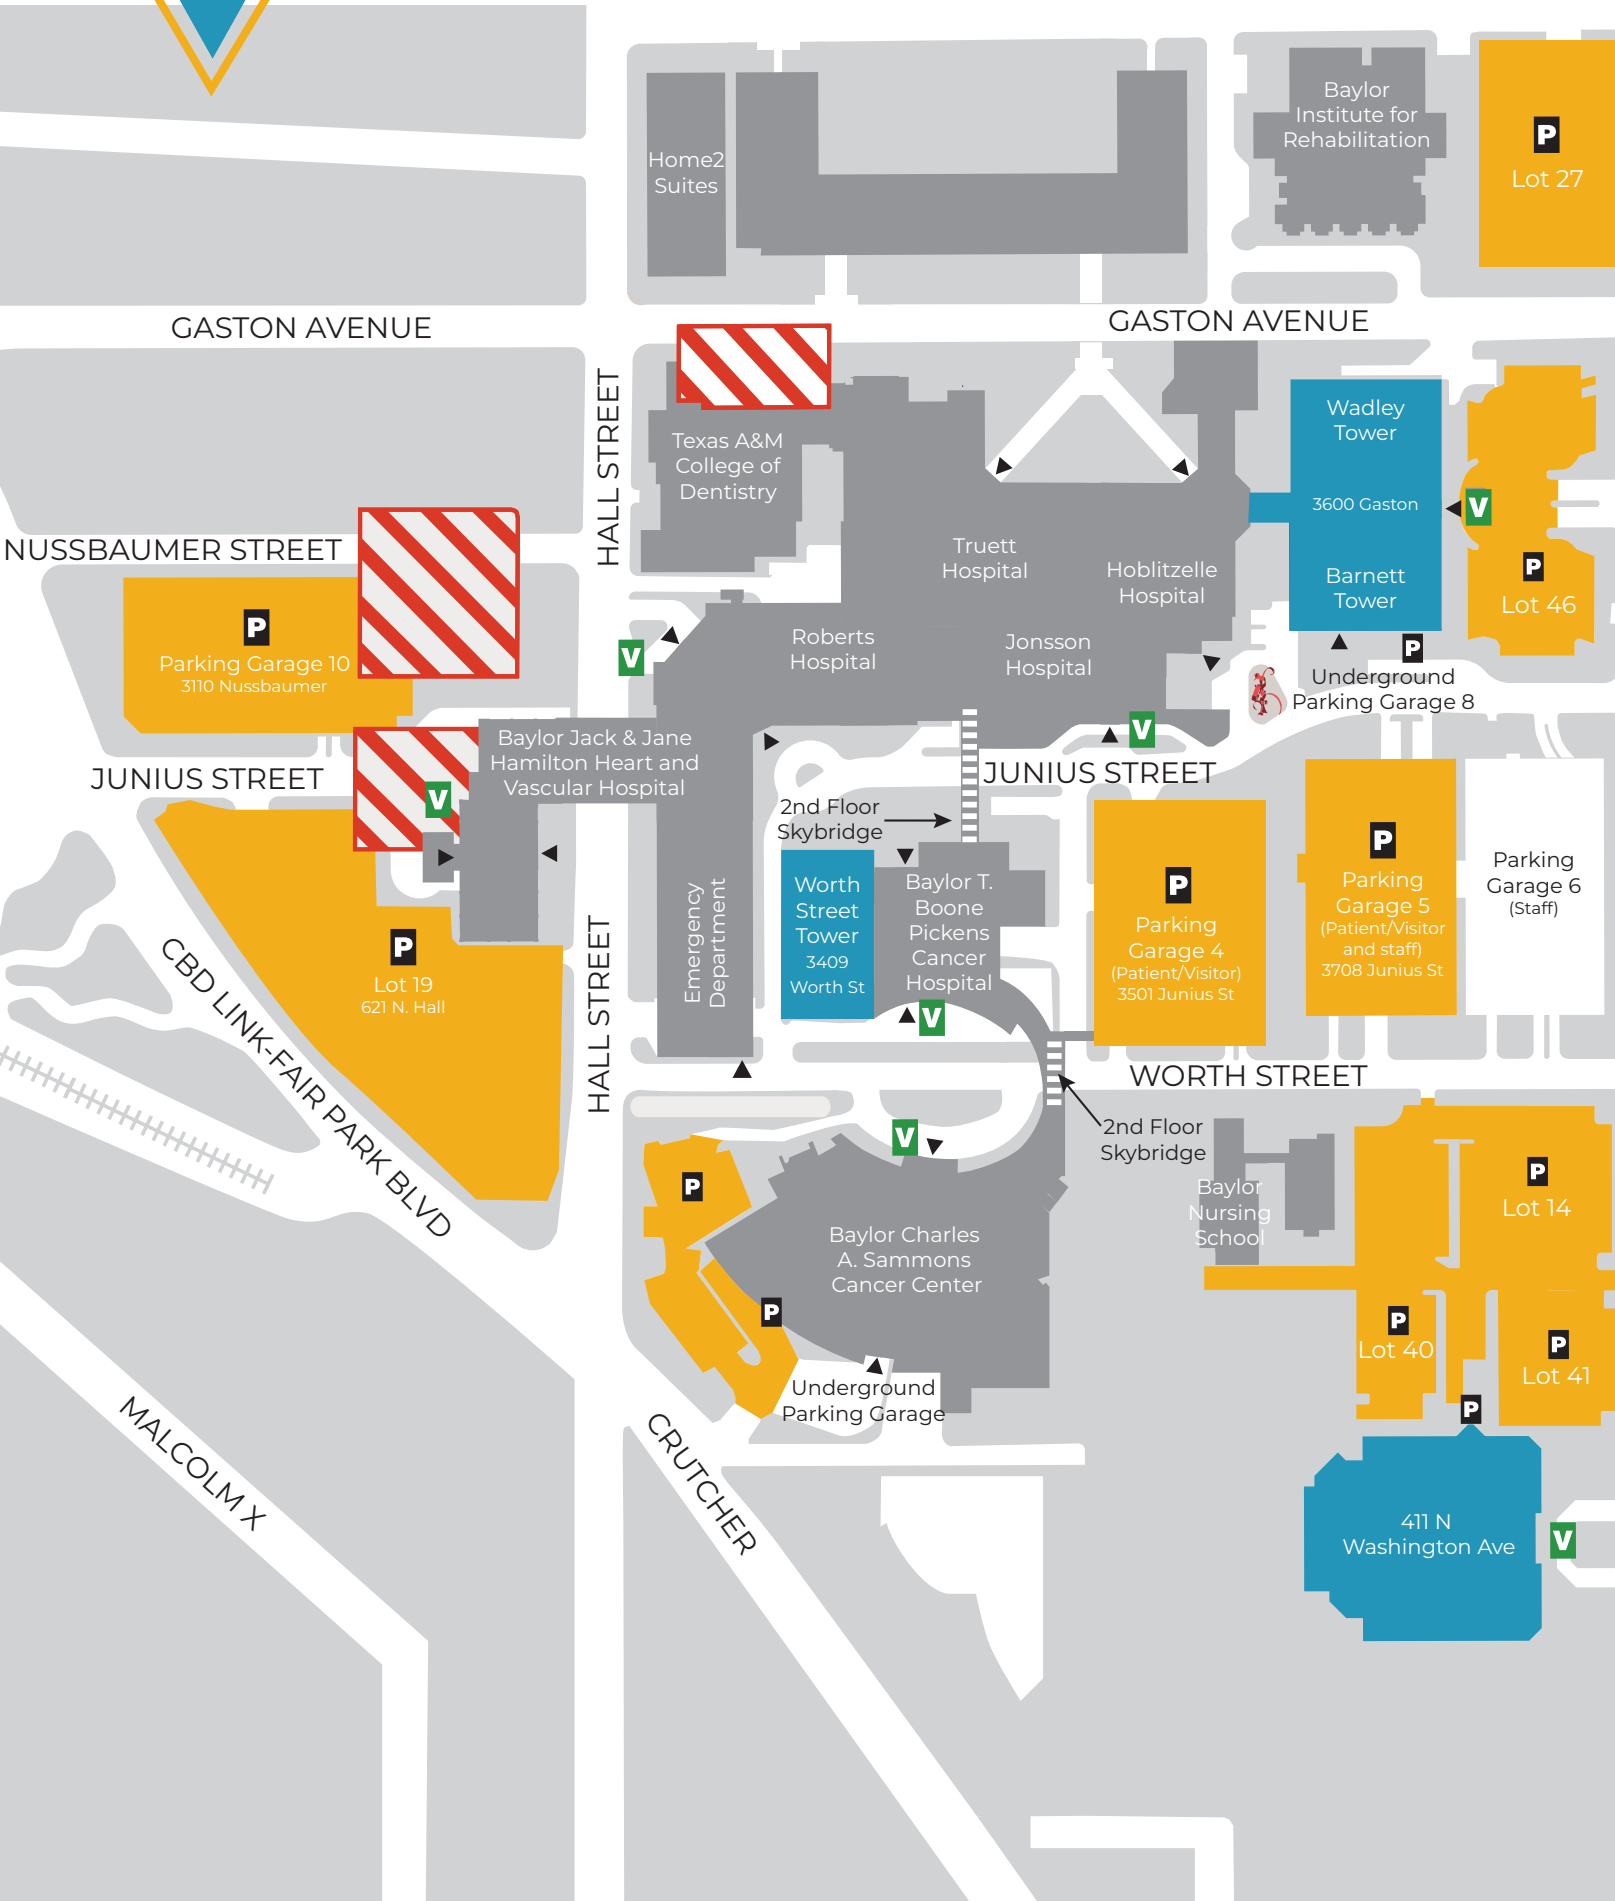 Baylor
Institute for
Rehabilitation
P
Lot 27
Home2
Suites
GASTON AVENUE
GASTON AVENUE
HALL STREET
Texas A&M
College of
Dentistry
Wadley
Tower
3600 Gaston
Barnett
Tower
V
P
Lot 46
NUSSBAUMER STREET
Truett
Hospital
Hoblitzelle
Hospital
P
Parking Garage 10
3110 Nussbaumer
V
Roberts
Hospital
Jonsson
Hospital
P
Underground
Parking Garage 8
V
Baylor Jack & Jane
Hamilton Heart and
Vascular Hospital
JUNIUS STREET
JUNIUS STREET
V
2nd Floor
Skybridge
Emergency
Department
Worth
Street
Tower
3409
Worth St
Baylor T.
Boone
Pickens
Cancer
Hospital
V
P
Parking
Garage 4
(Patient/Visitor)
3501 Junius St
P
Parking
Garage 5
(Patient/Visitor
and staff)
3708 Junius St
Parking
Garage 6
(Staff)
P
Lot 19
621 N. Hall
CBD LINK-FAIR PARK BLVD
HALL STREET
WORTH STREET
2nd Floor
Skybridge
V
P
Baylor
Nursing
School
P
Lot 14
Baylor Charles
A. Sammons
Cancer Center
P
Underground
Parking Garage
P
Lot 40
P
Lot 41
P
MALCOLM X
CRUTCHER
411 N
Washington Ave
V